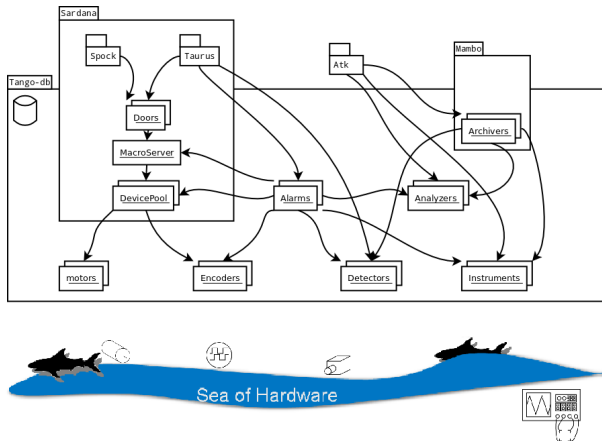 Sardana
Spock
Taurus
Atk
Mambo
Tango-db
Doors
Archivers
MacroServer
DevicePool
Alarms
Analyzers
motors
Encoders
Detectors
Instruments
Sea of Hardware